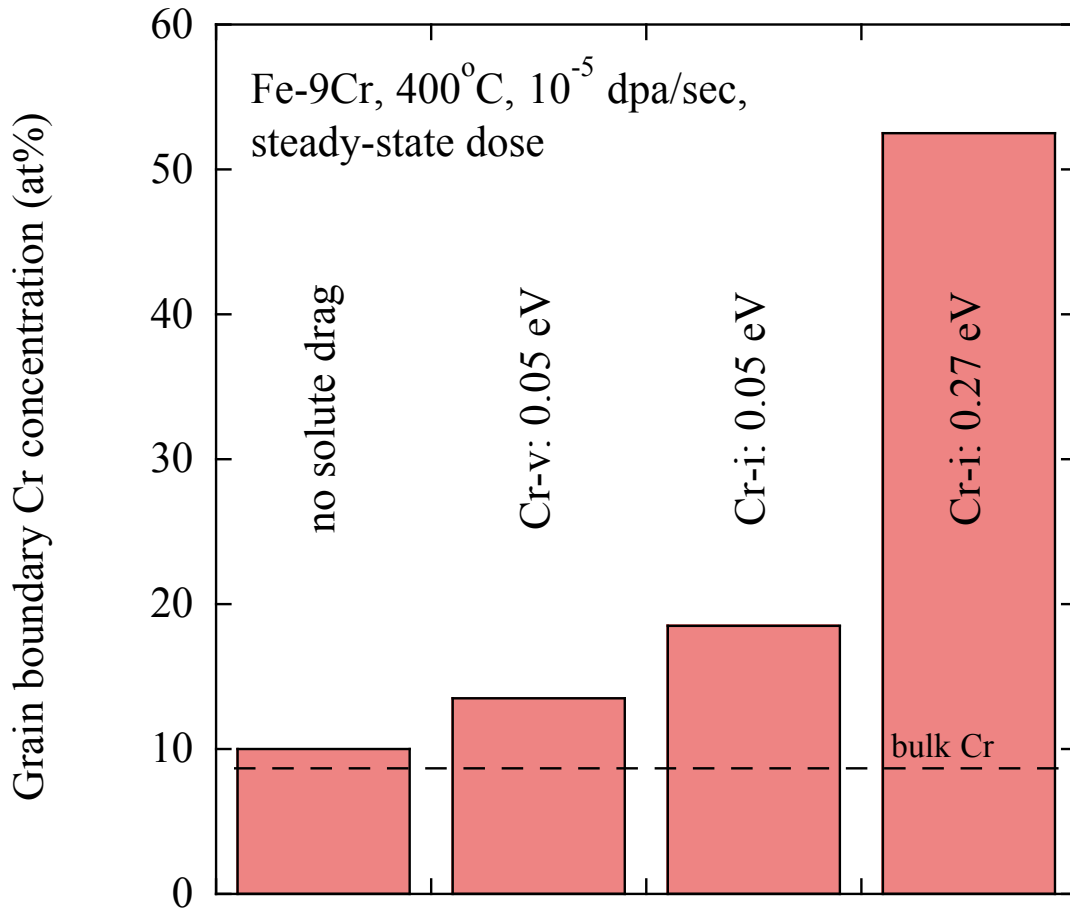 Grain boundary Cr concentration (at%)
60
50
40
30
20
10
0
Fe-9Cr, 400°C, 10⁻⁵ dpa/sec,
steady-state dose
no solute drag
Cr-v: 0.05 eV
Cr-i: 0.05 eV
Cr-i: 0.27 eV
bulk Cr